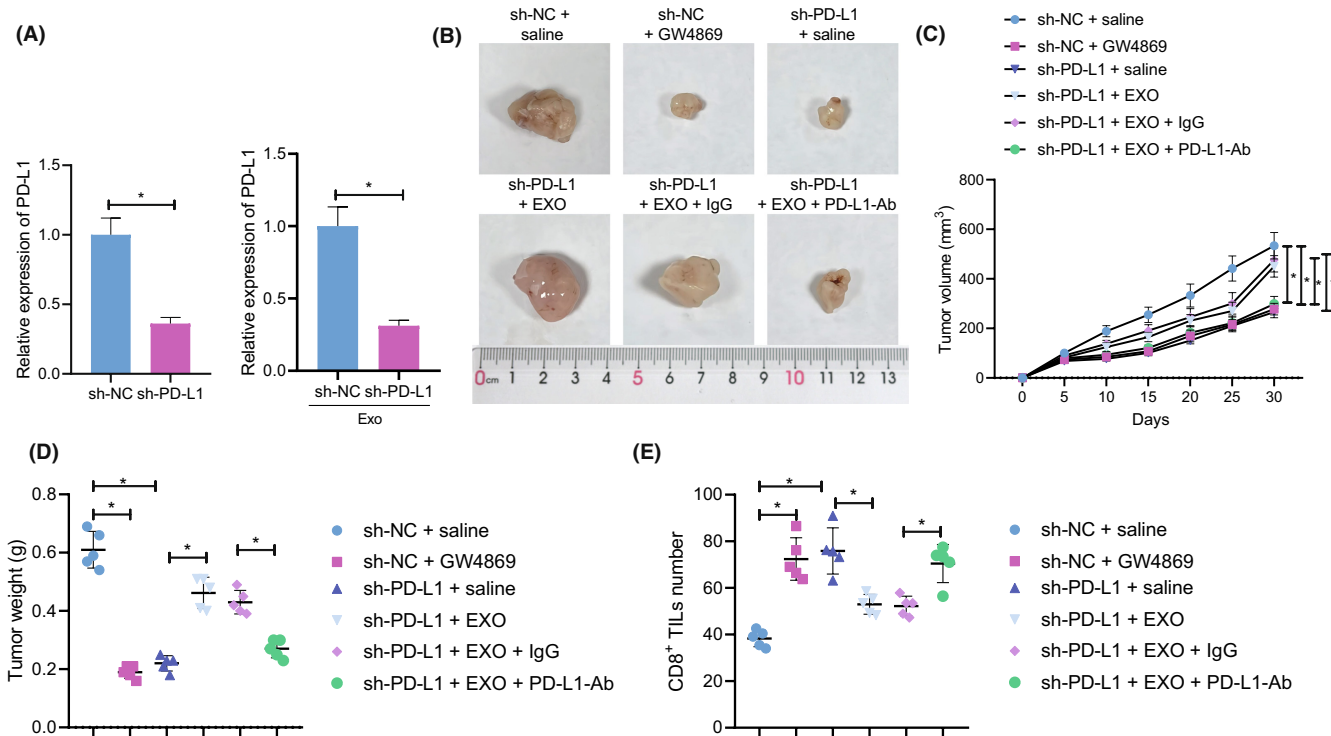 (A)
Relative expression of PD-L1
1.5
1.0
0.5
0.0
*
sh-NC sh-PD-L1
Relative expression of PD-L1
1.5
1.0
0.5
0.0
*
sh-NC sh-PD-L1
Exo
(B)
sh-NC +
saline
sh-NC
+ GW4869
sh-PD-L1
+ saline
sh-PD-L1
+ EXO
sh-PD-L1
+ EXO + IgG
sh-PD-L1
+ EXO + PD-L1-Ab
0cm 1 2 3 4 5 6 7 8 9 10 11 12 13
(C)
sh-NC + saline
sh-NC + GW4869
sh-PD-L1 + saline
sh-PD-L1 + EXO
sh-PD-L1 + EXO + IgG
sh-PD-L1 + EXO + PD-L1-Ab
Tumor volume (mm³)
800
600
400
200
0
* * *
0 5 10 15 20 25 30
Days
(D)
Tumor weight (g)
0.8
0.6
0.4
0.2
0.0
*
*
*
*
sh-NC + saline
sh-NC + GW4869
sh-PD-L1 + saline
sh-PD-L1 + EXO
sh-PD-L1 + EXO + IgG
sh-PD-L1 + EXO + PD-L1-Ab
(E)
CD8⁺ TILs number
100
80
60
40
20
0
*
*
*
*
sh-NC + saline
sh-NC + GW4869
sh-PD-L1 + saline
sh-PD-L1 + EXO
sh-PD-L1 + EXO + IgG
sh-PD-L1 + EXO + PD-L1-Ab